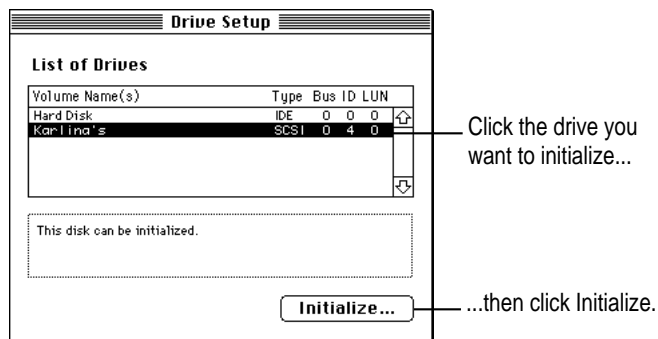 Drive Setup
List of Drives
Volume Name(s) Type Bus ID LUN
Hard Disk IDE 0 0 0
Karlina's SCSI 0 4 0
Click the drive you
want to initialize...
This disk can be initialized.
Initialize...
...then click Initialize.